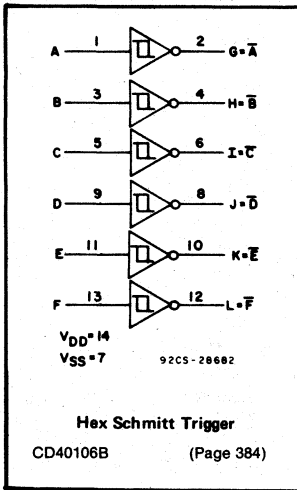 A 1 2 G=A̅
B 3 4 H=B̅
C 5 6 I=C̅
D 9 8 J=D̅
E 11 10 K=E̅
F 13 12 L=F̅
VDD=14
VSS=7 92CS-28682
Hex Schmitt Trigger
CD40106B (Page 384)